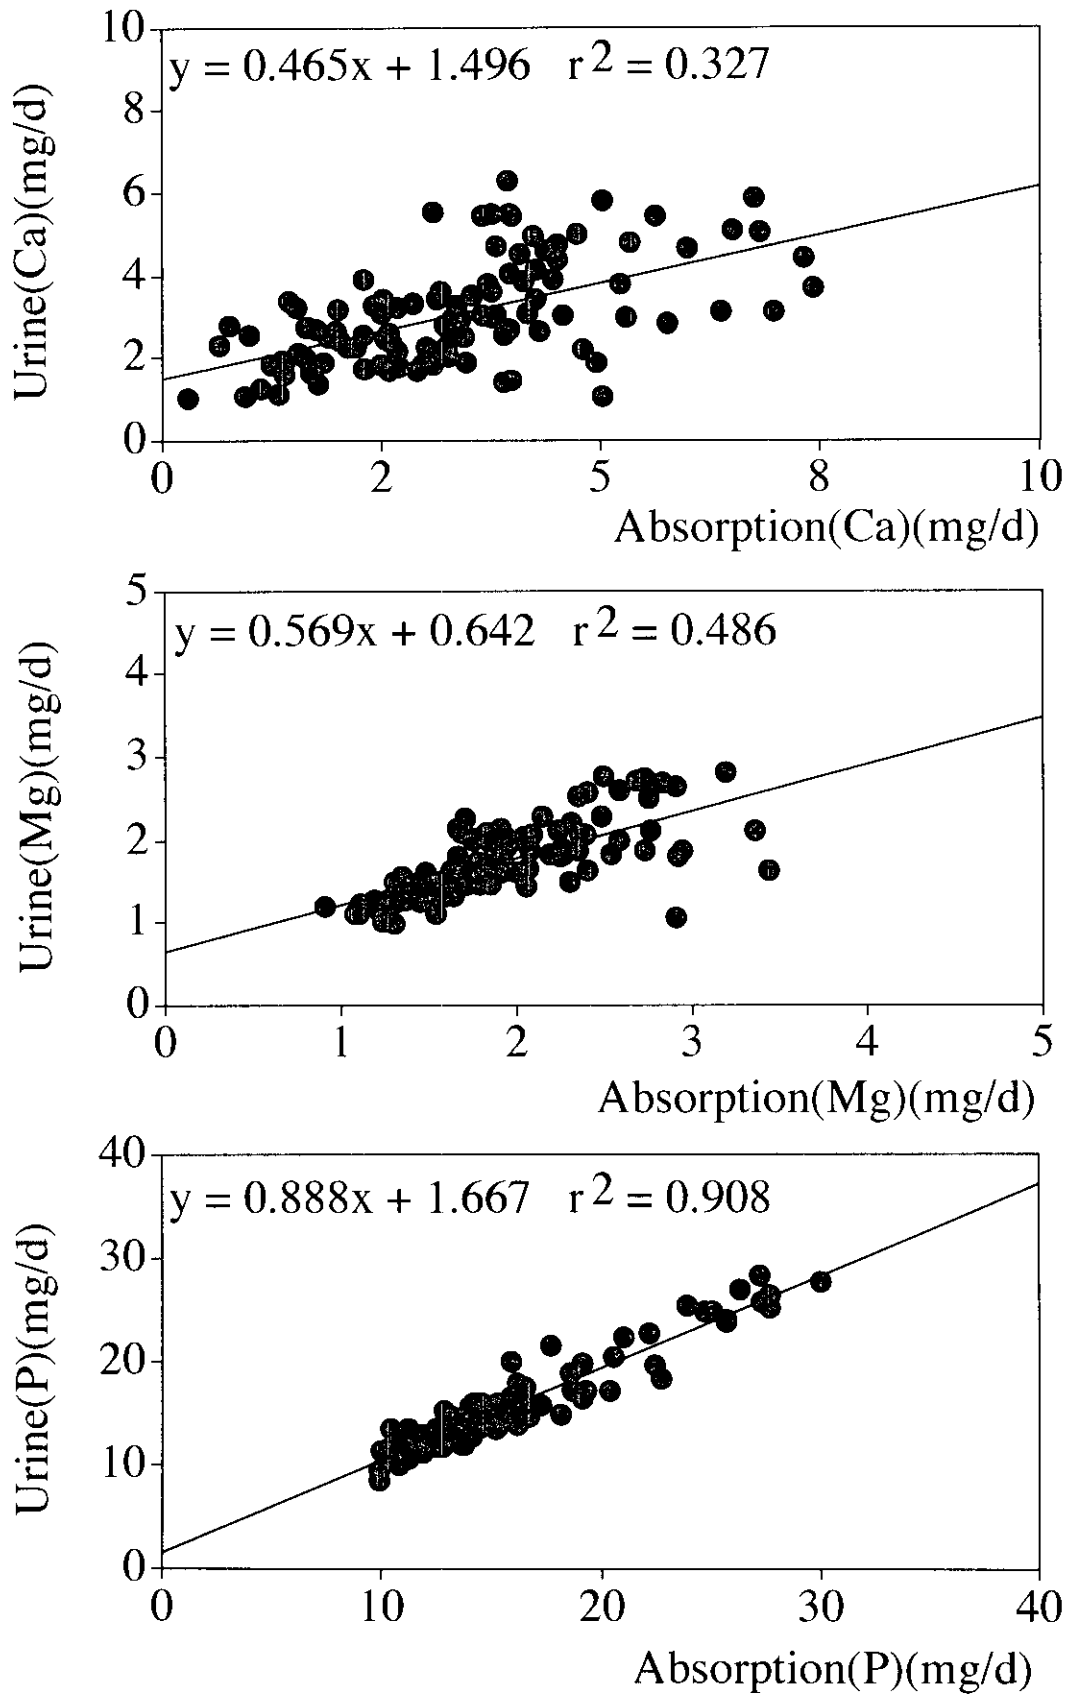 10
y = 0.465x + 1.496 r 2 = 0.327
8
6
4
2
0
Urine(Ca)(mg/d)
0 2 5 8 10
Absorption(Ca)(mg/d)
5
y = 0.569x + 0.642 r 2 = 0.486
4
3
2
1
0
Urine(Mg)(mg/d)
0 1 2 3 4 5
Absorption(Mg)(mg/d)
40
y = 0.888x + 1.667 r 2 = 0.908
30
20
10
0
Urine(P)(mg/d)
0 10 20 30 40
Absorption(P)(mg/d)